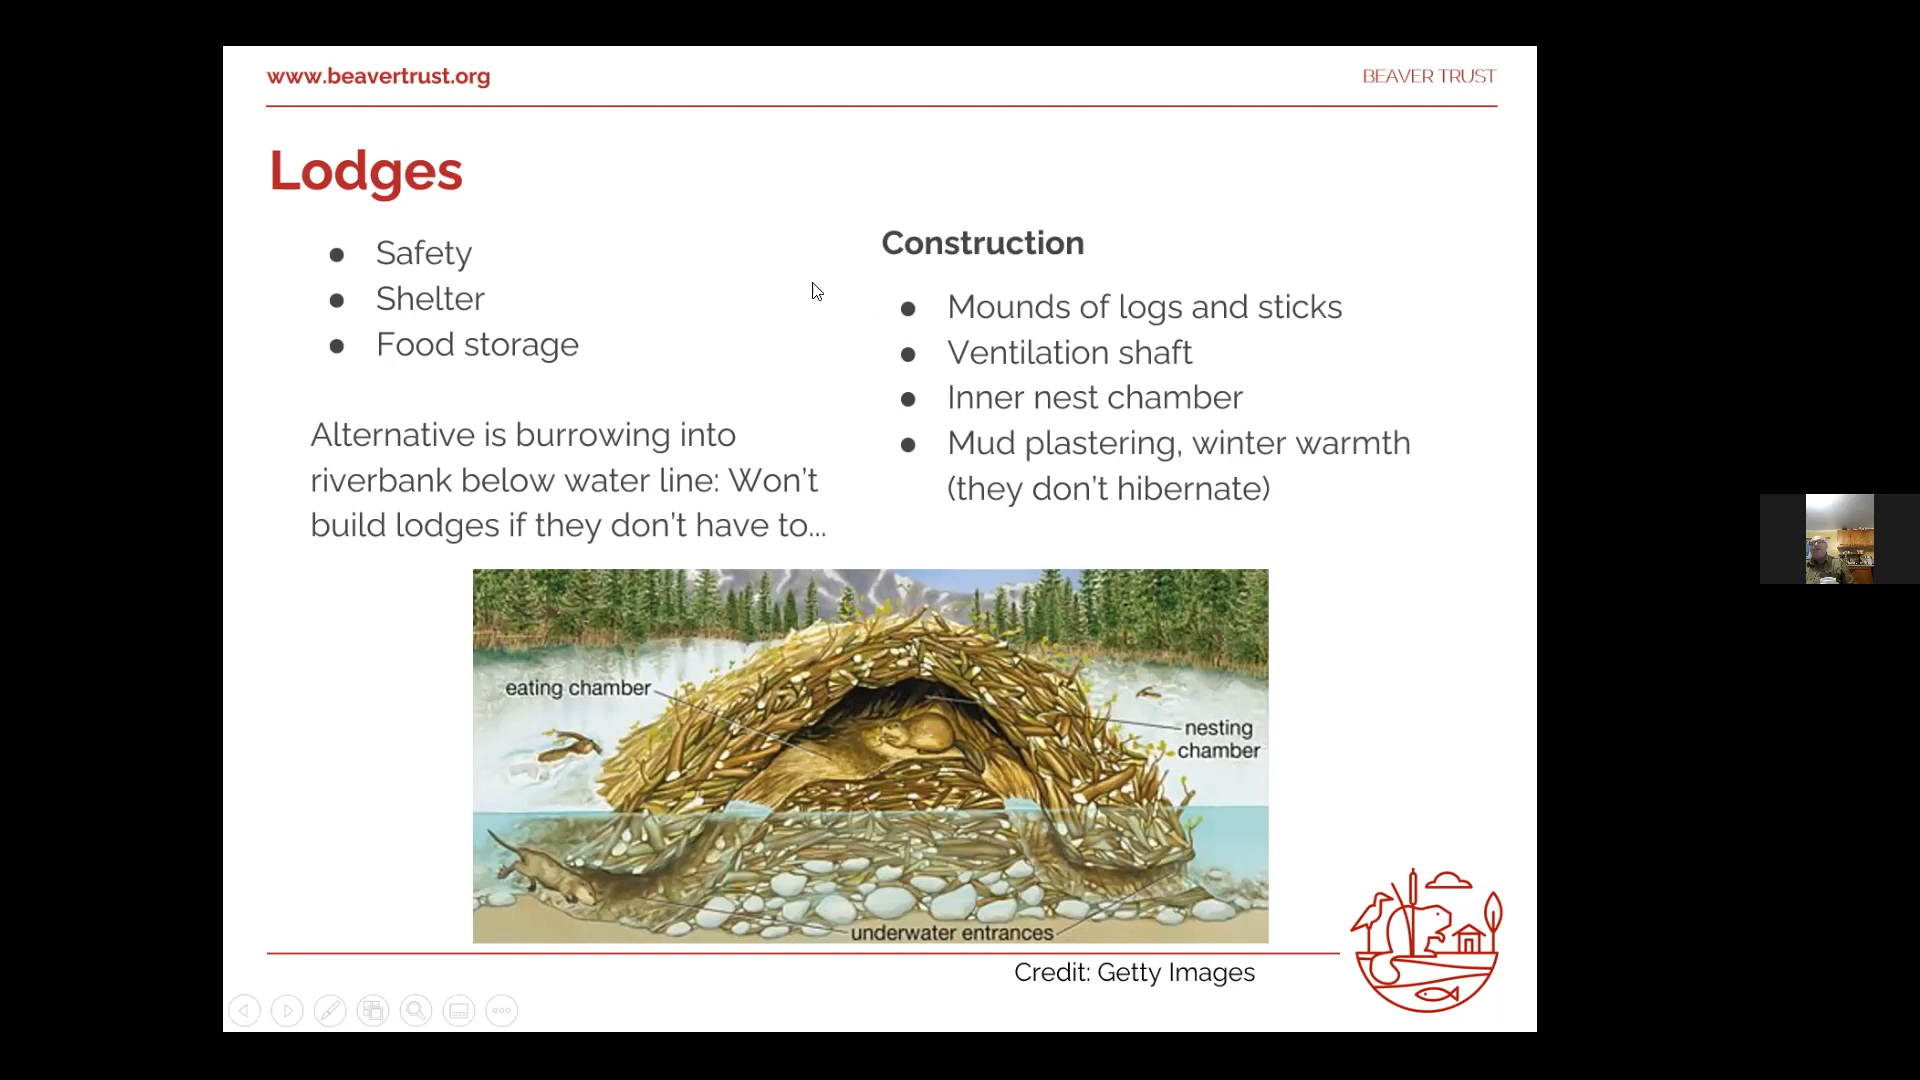 www.beavertrust.org
BEAVER TRUST
Lodges
● Safety
● Shelter
● Food storage
Alternative is burrowing into
riverbank below water line: Won’t
build lodges if they don’t have to...
Construction
● Mounds of logs and sticks
● Ventilation shaft
● Inner nest chamber
● Mud plastering, winter warmth
(they don’t hibernate)
eating chamber
nesting
chamber
underwater entrances
Credit: Getty Images